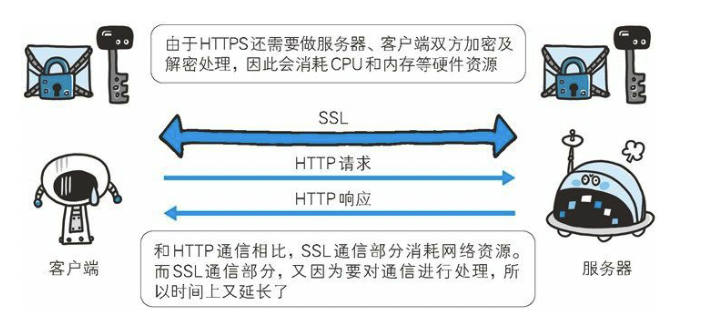 由于HTTPS还需要做服务器、客户端双方加密及
解密处理，因此会消耗CPU和内存等硬件资源
SSL
HTTP请求
HTTP响应
客户端
服务器
和HTTP通信相比，SSL通信部分消耗网络资源。
而SSL通信部分，又因为要对通信进行处理，所
以时间上又延长了